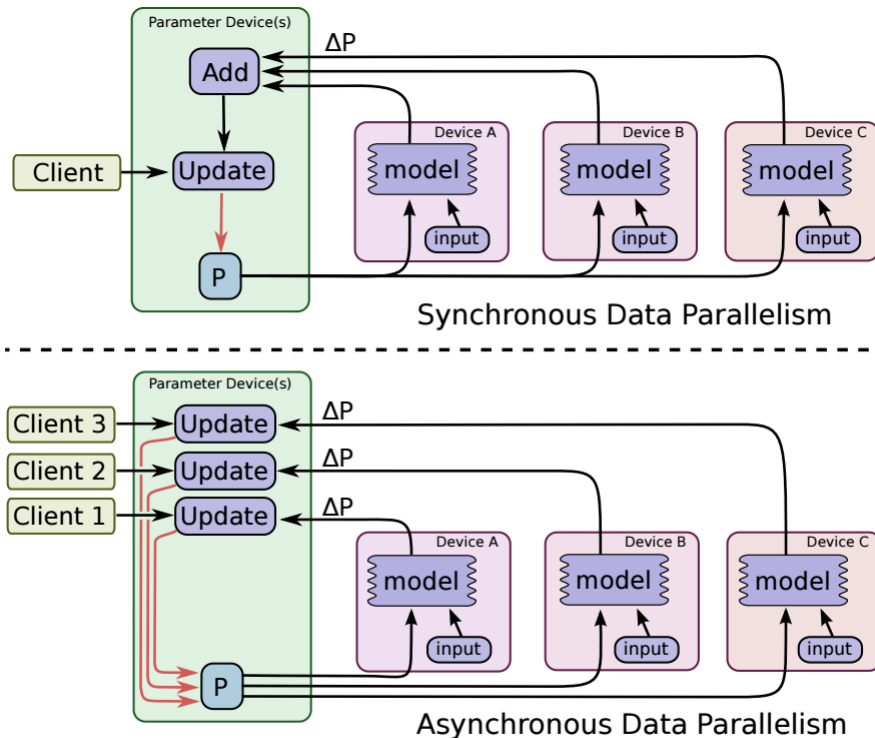 Parameter Device(s)
ΔP
Add
Device A
Device B
Device C
Client
Update
model
model
model
input
input
input
P
Synchronous Data Parallelism
Parameter Device(s)
Client 3
Update
ΔP
Client 2
Update
ΔP
Client 1
Update
ΔP
Device A
Device B
Device C
model
model
model
input
input
input
P
Asynchronous Data Parallelism